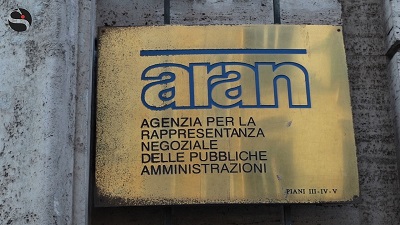 aran
AGENZIA PER LA
RAPPRESENTANZA
NEGOZIALE
DELLE PUBBLICHE
AMMINISTRAZIONI
PIANI III-IV-V